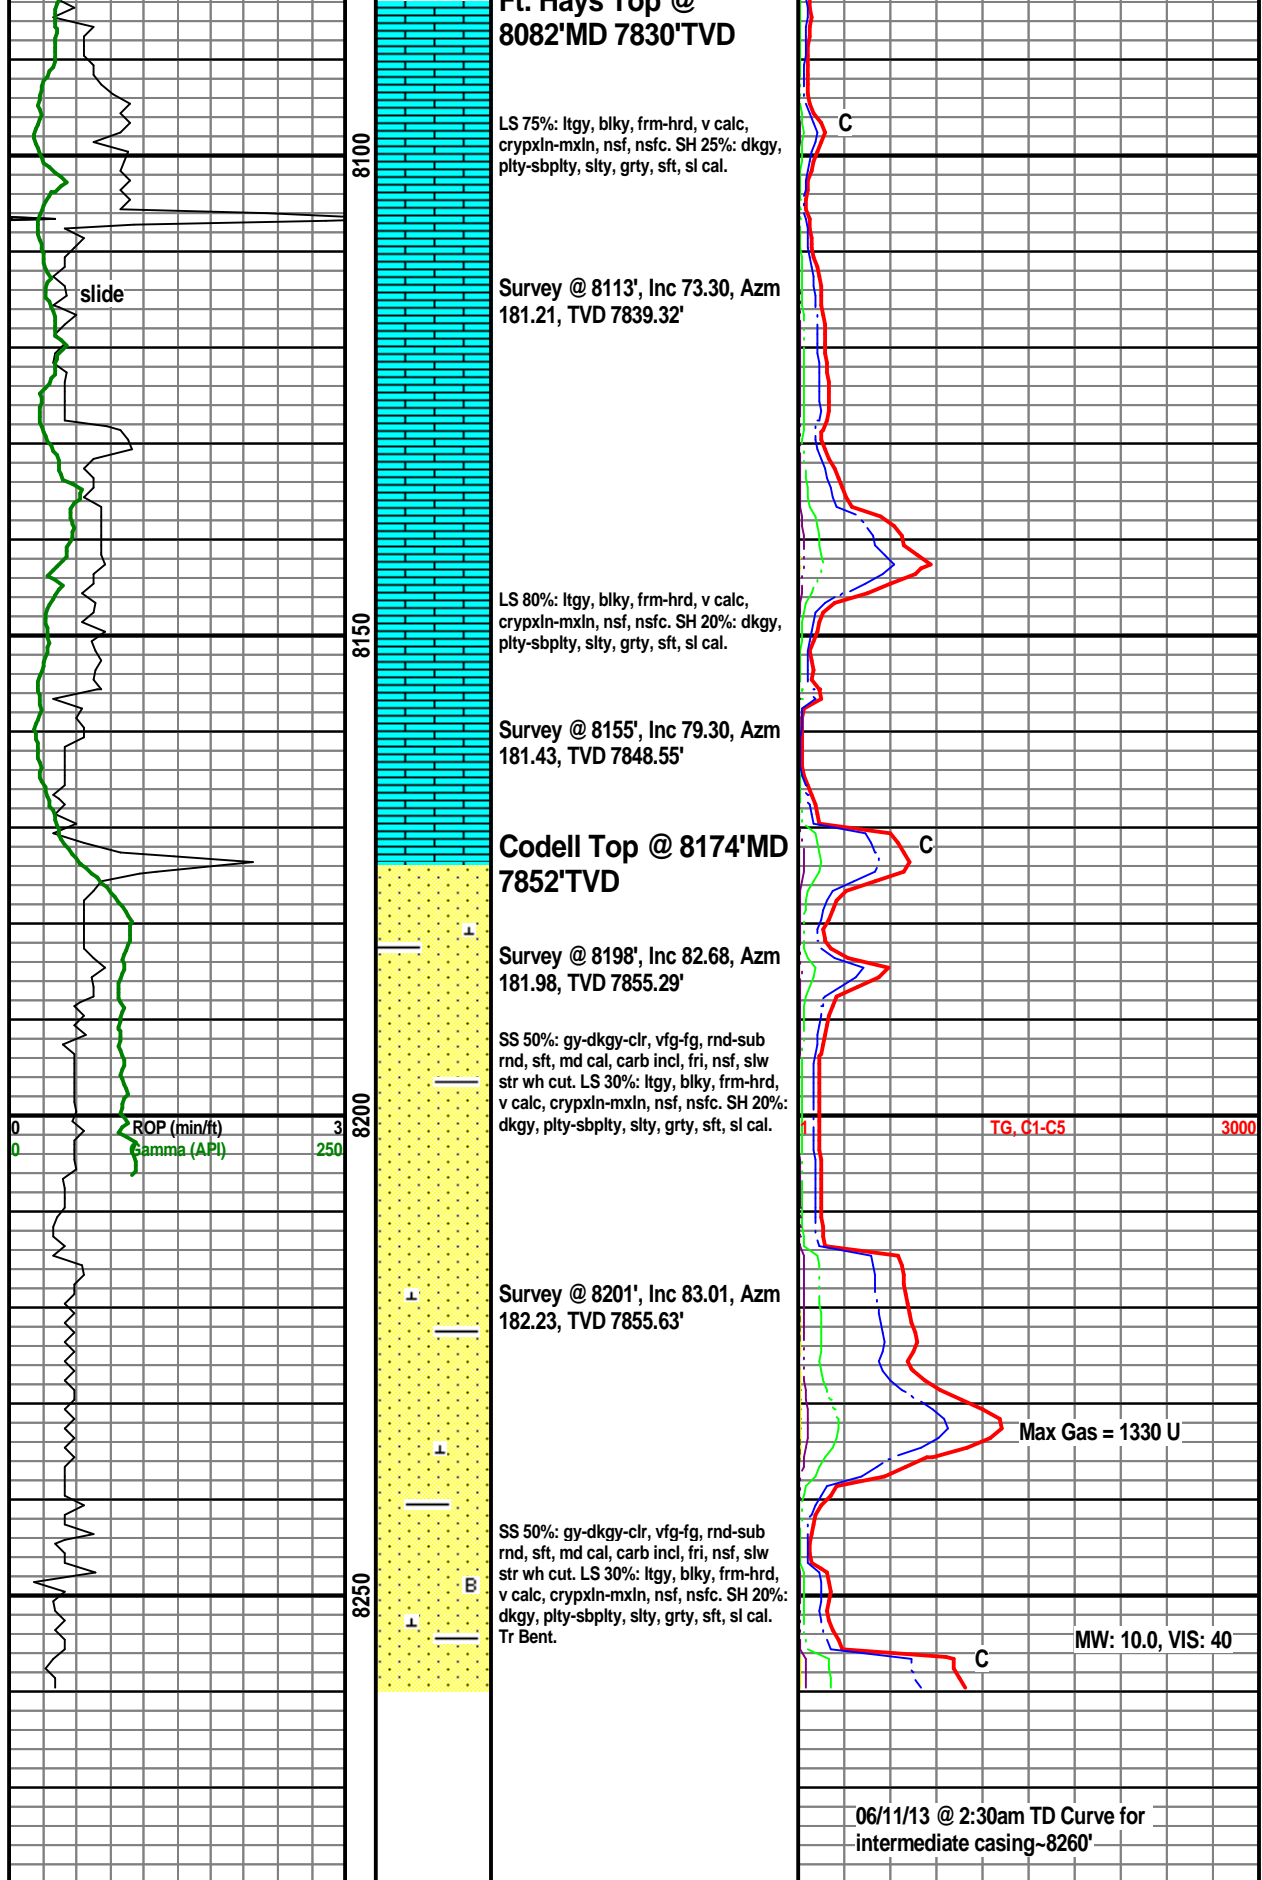 Ft. Hays Top @
8082'MD 7830'TVD
LS 75%: ltgy, blky, frm-hrd, v calc,
crypxln-mxln, nsf, nsfc. SH 25%: dkgy,
plty-sbplty, slty, grty, sft, sl cal.
C
8100
slide
Survey @ 8113', Inc 73.30, Azm
181.21, TVD 7839.32'
LS 80%: ltgy, blky, frm-hrd, v calc,
crypxln-mxln, nsf, nsfc. SH 20%: dkgy,
plty-sbplty, slty, grty, sft, sl cal.
8150
Survey @ 8155', Inc 79.30, Azm
181.43, TVD 7848.55'
Codell Top @ 8174'MD
7852'TVD
C
Survey @ 8198', Inc 82.68, Azm
181.98, TVD 7855.29'
SS 50%: gy-dkgy-clr, vfg-fg, rnd-sub
rnd, sft, md cal, carb incl, fri, nsf, slw
str wh cut. LS 30%: ltgy, blky, frm-hrd,
v calc, crypxln-mxln, nsf, nsfc. SH 20%:
dkgy, plty-sbplty, slty, grty, sft, sl cal.
8200
0 ROP (min/ft) 3
0 Gamma (API) 250
1 TG, C1-C5 3000
Survey @ 8201', Inc 83.01, Azm
182.23, TVD 7855.63'
Max Gas = 1330 U
SS 50%: gy-dkgy-clr, vfg-fg, rnd-sub
rnd, sft, md cal, carb incl, fri, nsf, slw
str wh cut. LS 30%: ltgy, blky, frm-hrd,
v calc, crypxln-mxln, nsf, nsfc. SH 20%:
dkgy, plty-sbplty, slty, grty, sft, sl cal.
Tr Bent.
B
8250
MW: 10.0, VIS: 40
C
06/11/13 @ 2:30am TD Curve for
intermediate casing~8260'